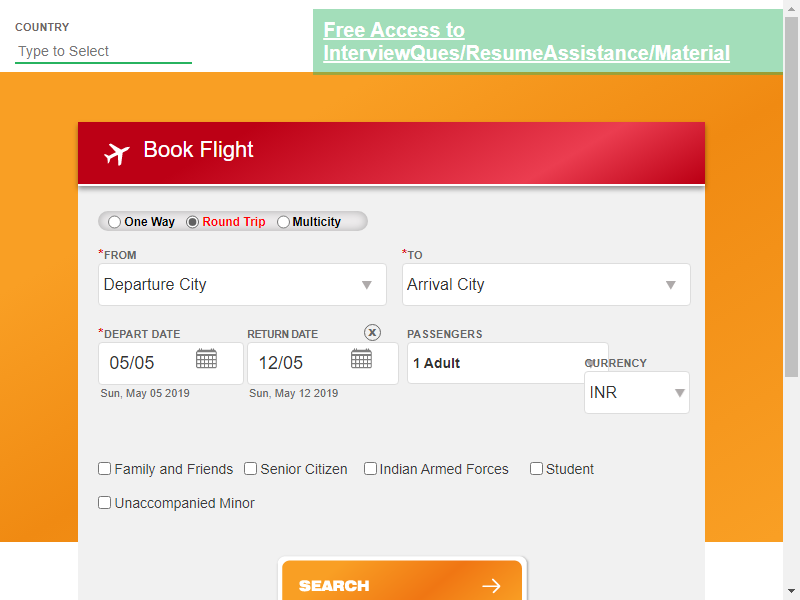 COUNTRY
Type to Select
Free Access to
InterviewQues/ResumeAssistance/Material
Book Flight
One Way Round Trip Multicity
*FROM
*TO
Departure City
Arrival City
*DEPART DATE
RETURN DATE
PASSENGERS
05/05
12/05
1 Adult
CURRENCY
INR
Sun, May 05 2019
Sun, May 12 2019
Family and Friends Senior Citizen Indian Armed Forces Student
Unaccompanied Minor
SEARCH